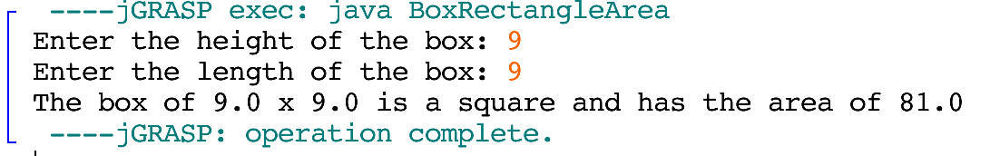 ----jGRASP exec: java BoxRectangleArea
Enter the height of the box: 9
Enter the length of the box: 9
The box of 9.0 x 9.0 is a square and has the area of 81.0
----jGRASP: operation complete.